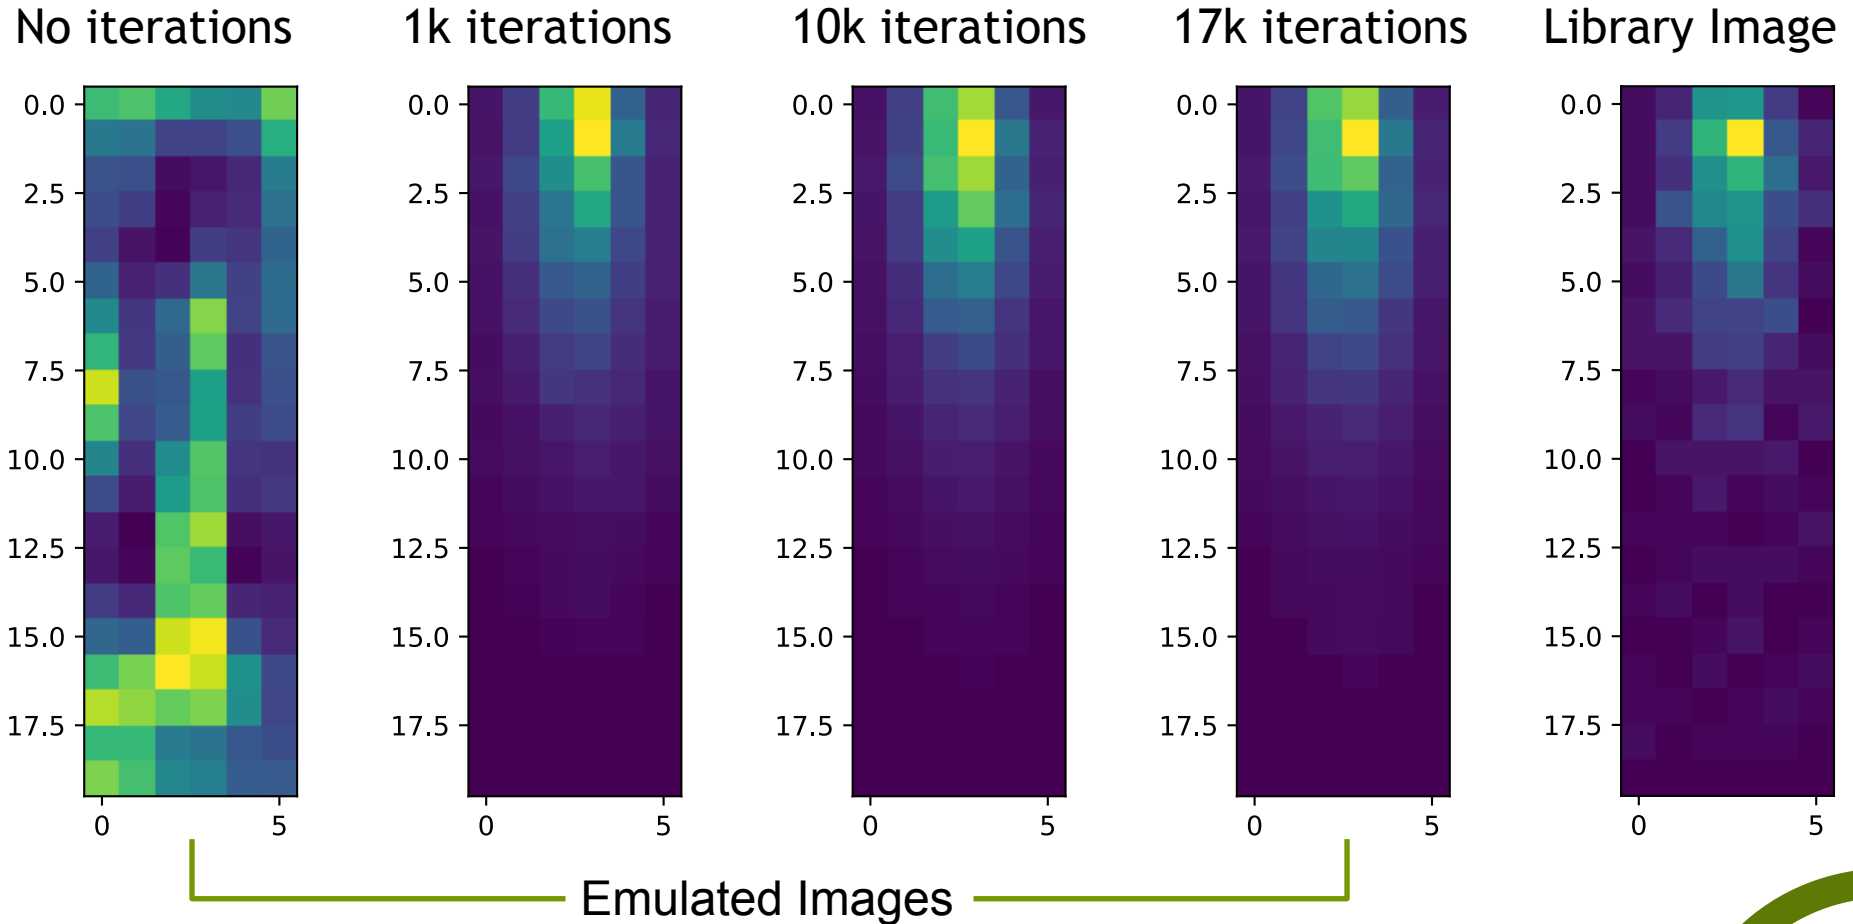 No iterations 1k iterations 10k iterations 17k iterations Library Image
0.0 0.0 0.0 0.0 0.0
2.5 2.5 2.5 2.5 2.5
5.0 5.0 5.0 5.0 5.0
7.5 7.5 7.5 7.5 7.5
10.0 10.0 10.0 10.0 10.0
12.5 12.5 12.5 12.5 12.5
15.0 15.0 15.0 15.0 15.0
17.5 17.5 17.5 17.5 17.5
0 5 0 5 0 5 0 5 0 5
Emulated Images